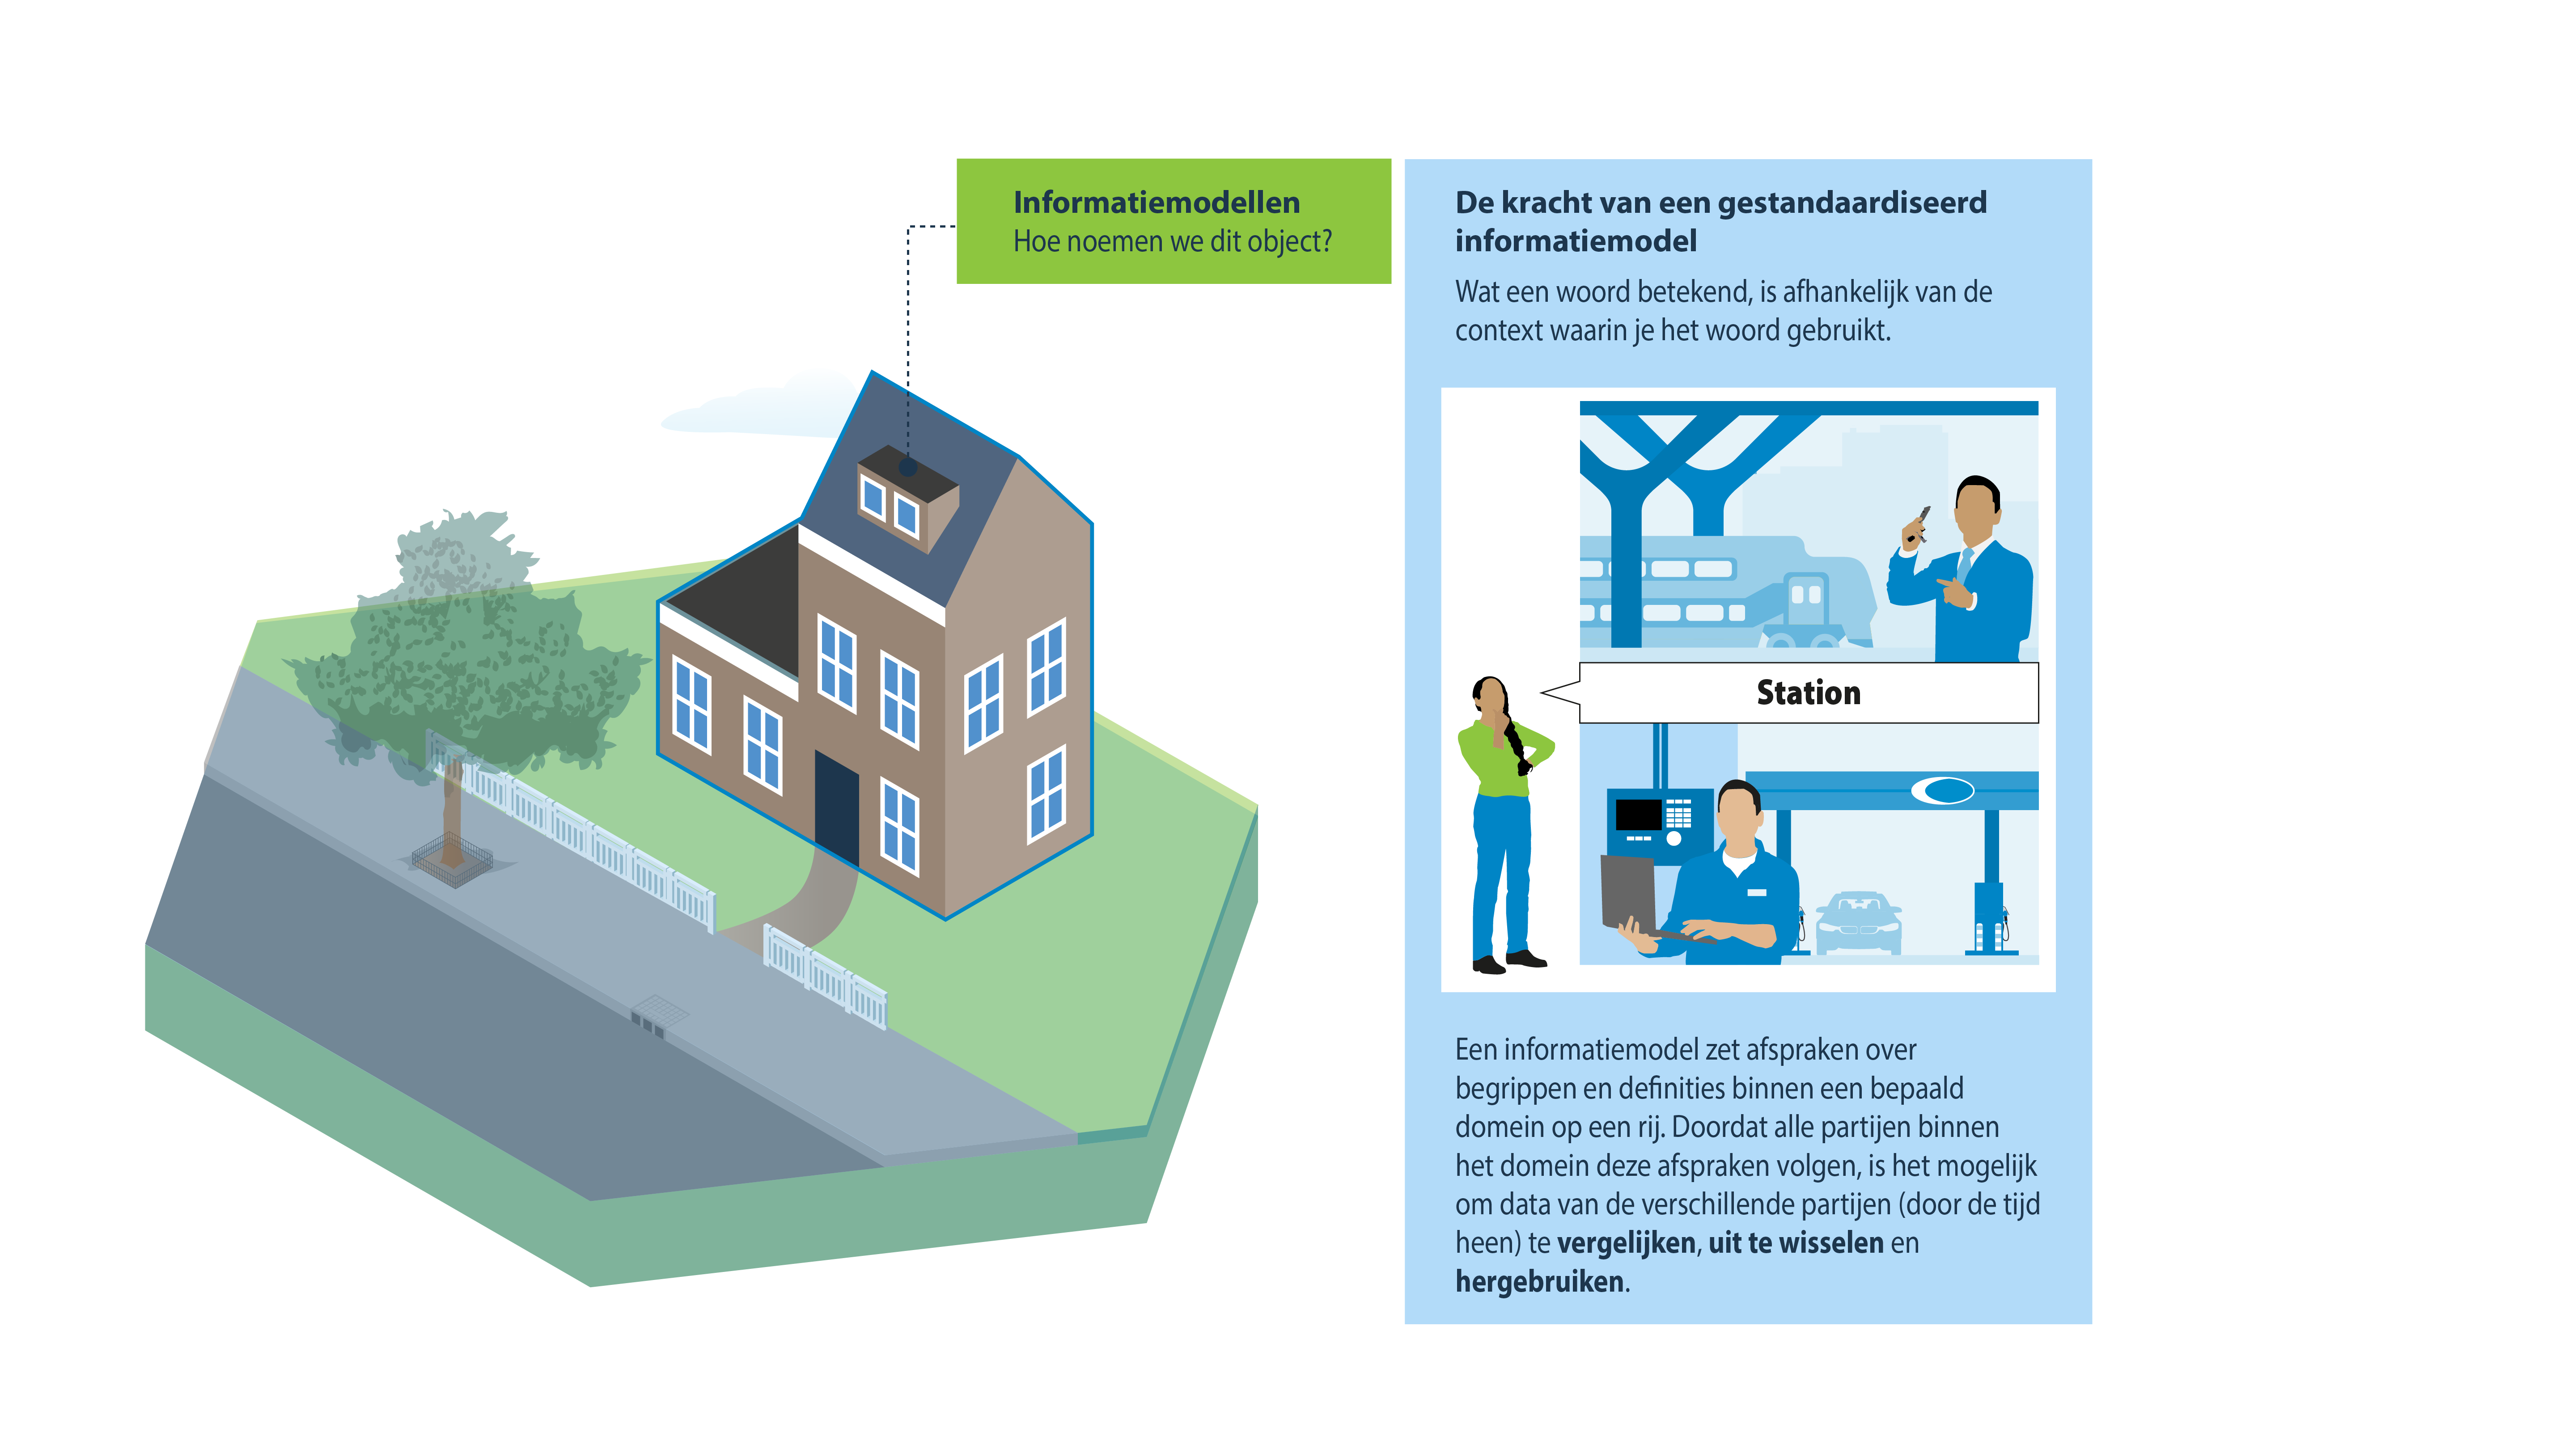 Informatiemodellen
Hoe noemen we dit object?
De kracht van een gestandaardiseerd
informatiemodel
Wat een woord betekend, is afhankelijk van de
context waarin je het woord gebruikt.
Station
Een informatiemodel zet afspraken over
begrippen en definities binnen een bepaald
domein op een rij. Doordat alle partijen binnen
het domein deze afspraken volgen, is het mogelijk
om data van de verschillende partijen (door de tijd
heen) te vergelijken, uit te wisselen en
hergebruiken.